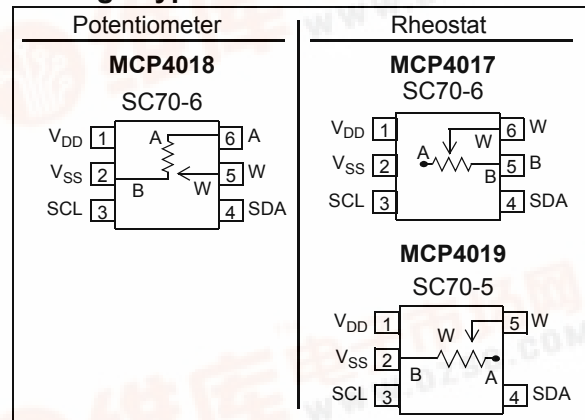 Potentiometer
MCP4018
SC70-6
VDD 1
VSS 2
SCL 3
A
B
W
6 A
5 W
4 SDA
Rheostat
MCP4017
SC70-6
VDD 1
VSS 2
SCL 3
A
W
B
6 W
5 B
4 SDA
MCP4019
SC70-5
VDD 1
VSS 2
SCL 3
W
B
A
5 W
4 SDA